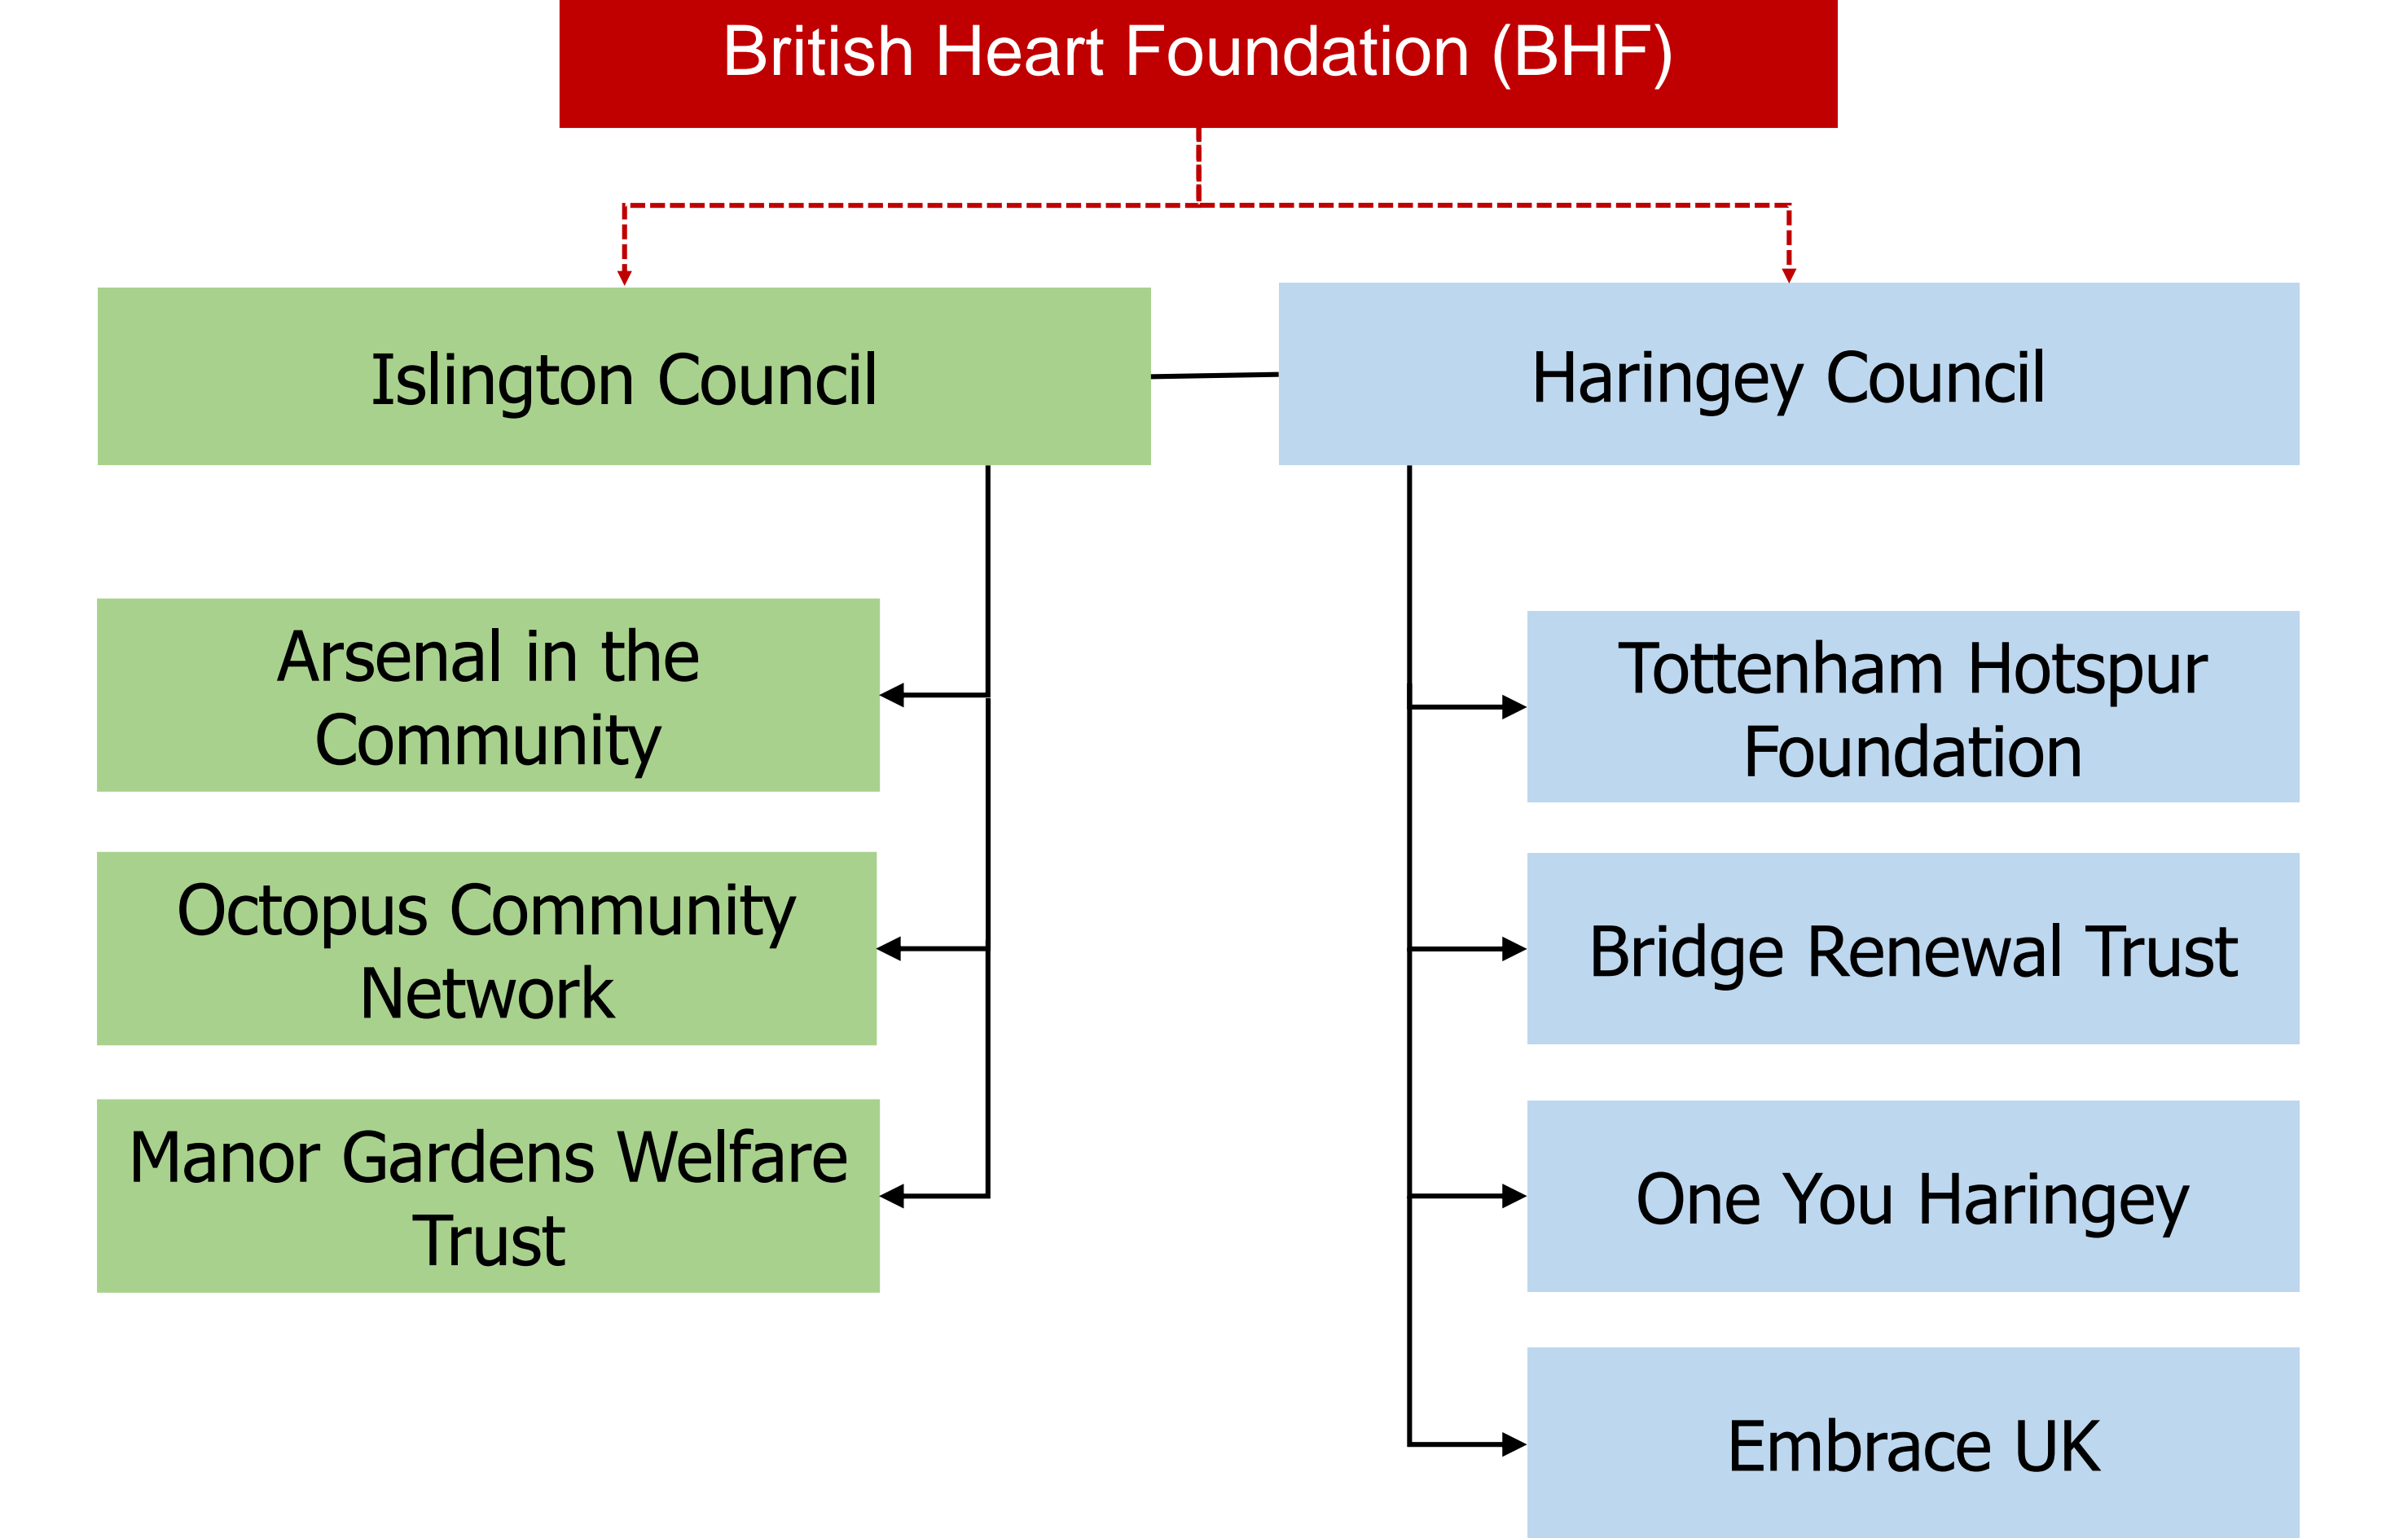 British Heart Foundation (BHF)
Islington Council
Haringey Council
Arsenal in the
Community
Tottenham Hotspur
Foundation
Octopus Community
Network
Bridge Renewal Trust
Manor Gardens Welfare
Trust
One You Haringey
Embrace UK